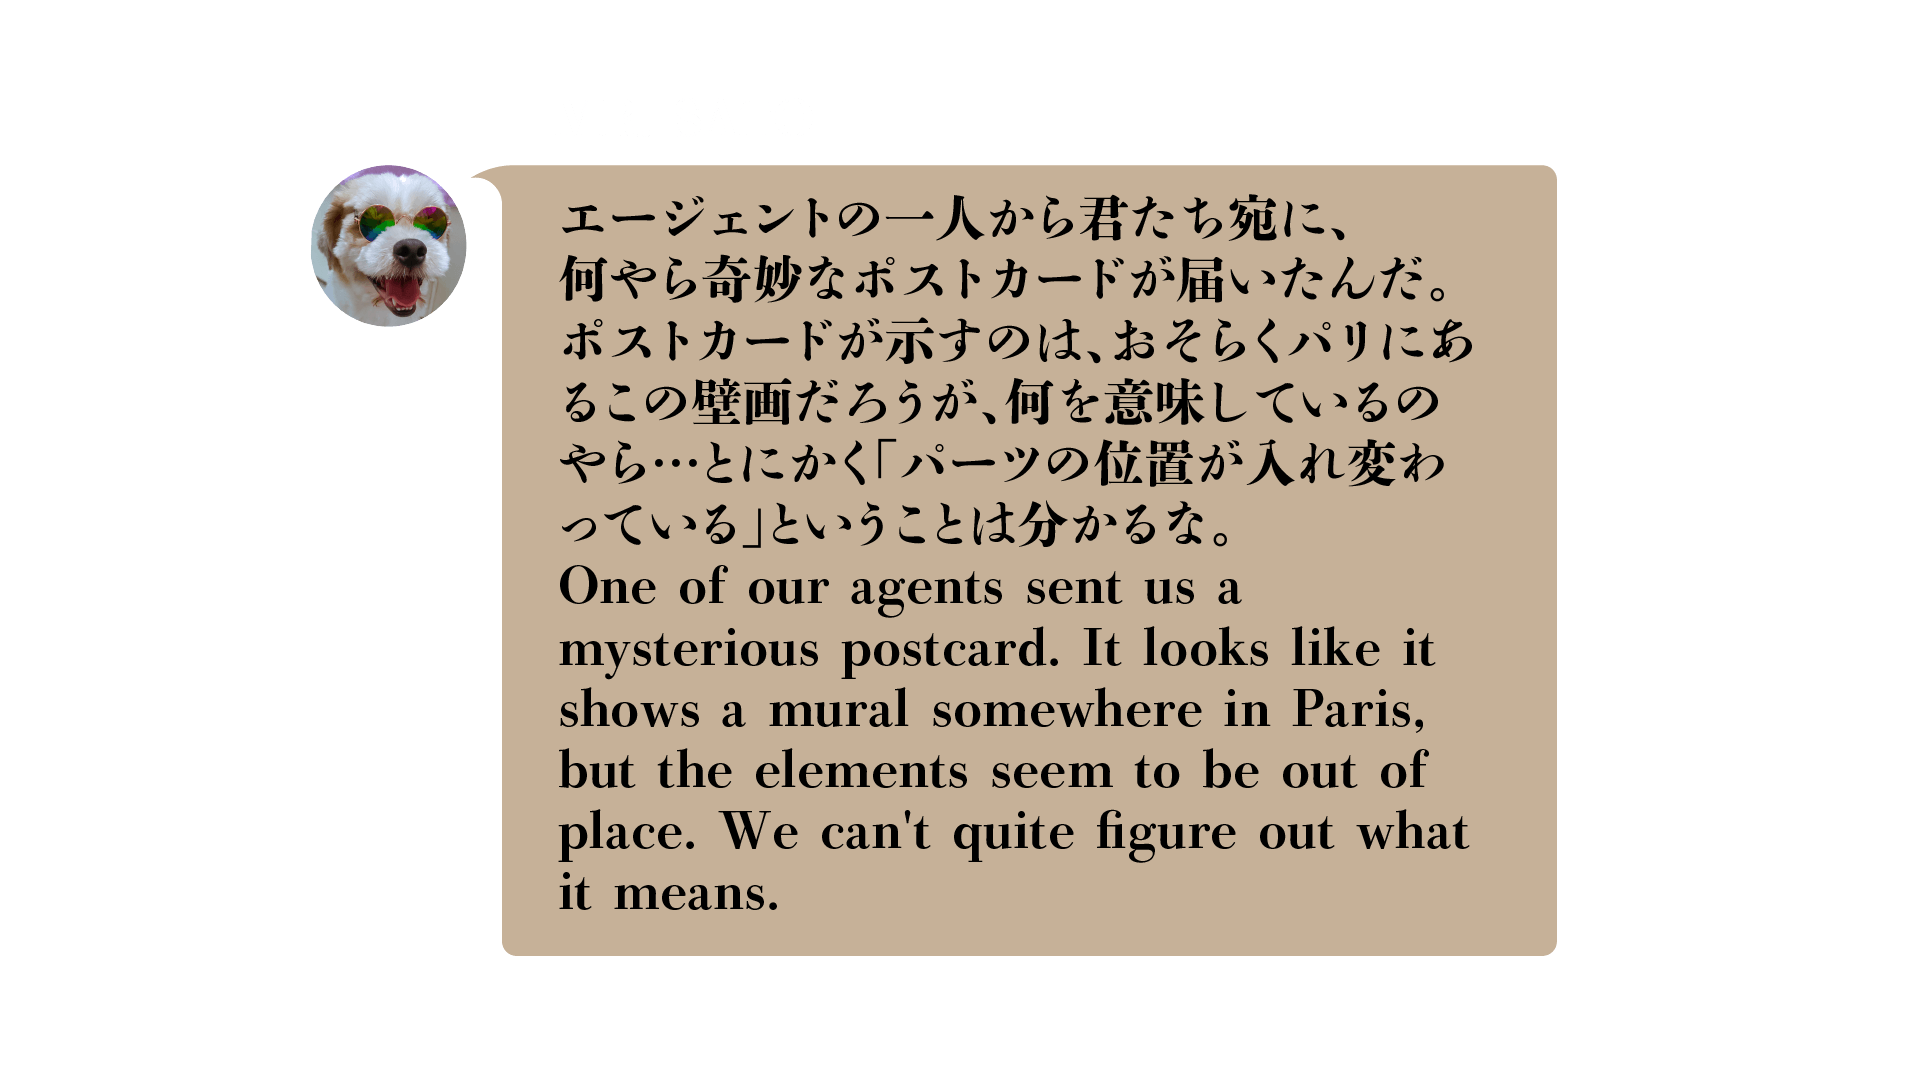 エージェントの一人から君たち宛に、
何やら奇妙なポストカードが届いたんだ。
ポストカードが示すのは、おそらくパリにあ
るこの壁画だろうが、何を意味しているの
やら…とにかく「パーツの位置が入れ変わ
っている」ということは分かるな。
One of our agents sent us a
mysterious postcard. It looks like it
shows a mural somewhere in Paris,
but the elements seem to be out of
place. We can't quite figure out what
it means.